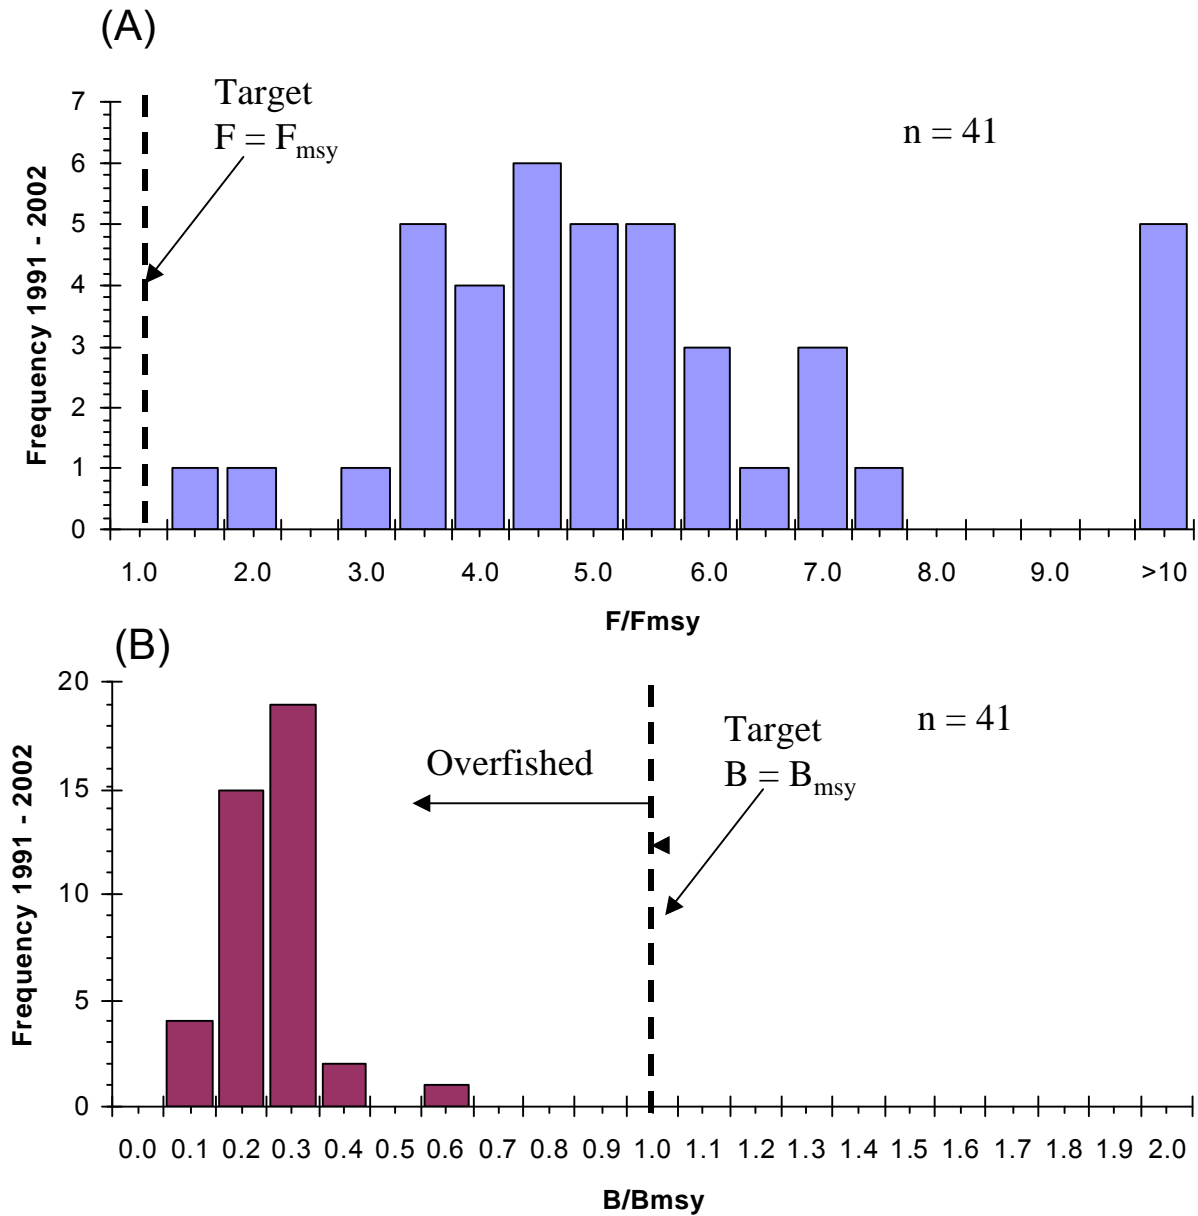 (A)
Target
F = Fmsy
n = 41
7
6
5
4
3
2
1
0
Frequency 1991 - 2002
1.0 2.0 3.0 4.0 5.0 6.0 7.0 8.0 9.0 >10
F/Fmsy
(B)
Target
B = Bmsy
n = 41
Overfished
20
15
10
5
0
Frequency 1991 - 2002
0.0 0.1 0.2 0.3 0.4 0.5 0.6 0.7 0.8 0.9 1.0 1.1 1.2 1.3 1.4 1.5 1.6 1.7 1.8 1.9 2.0
B/Bmsy